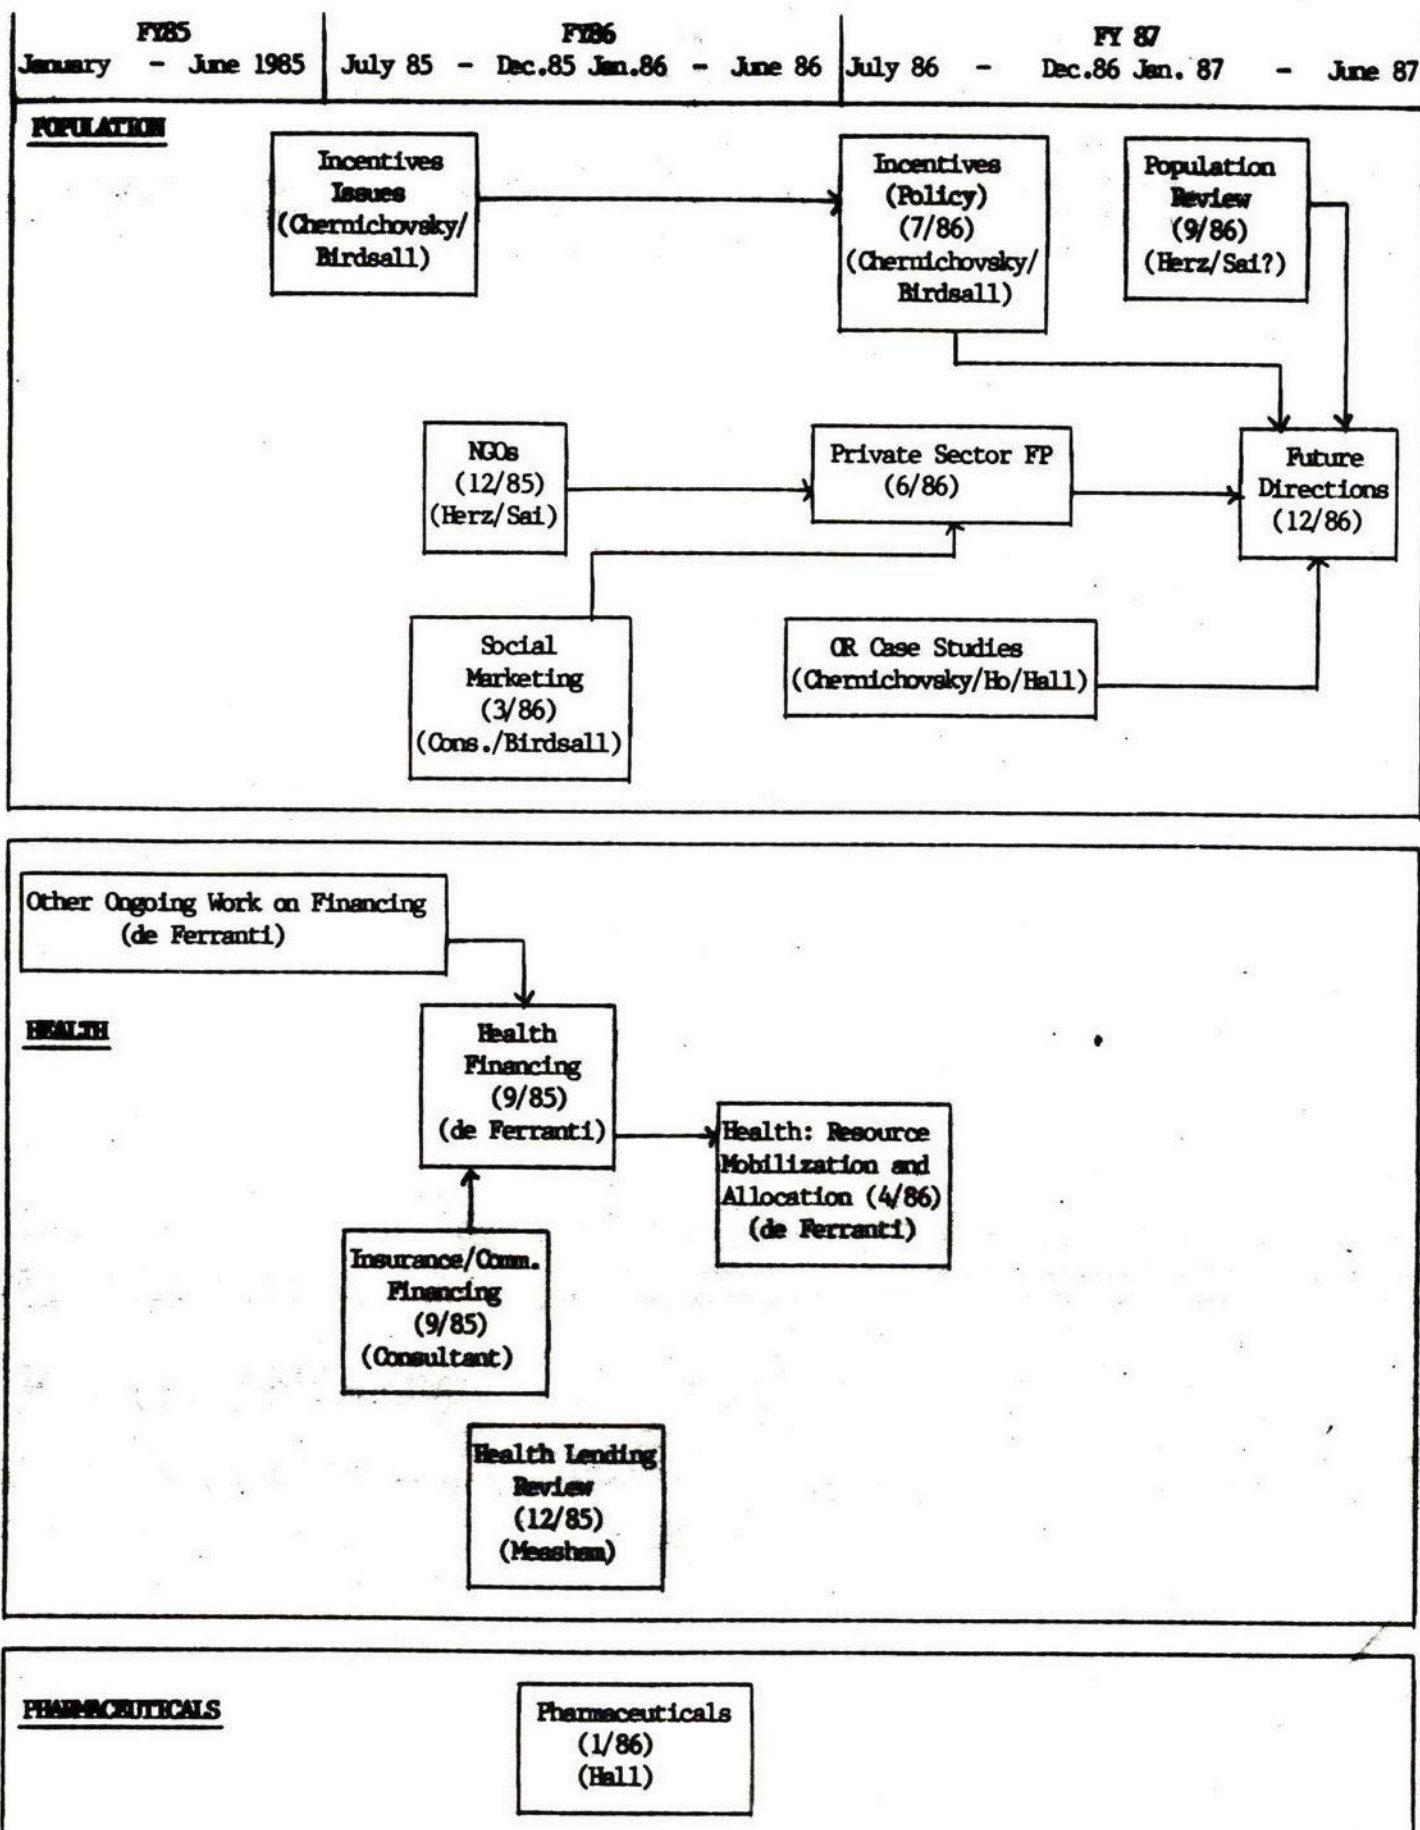 FY85
FY86
FY 87
January - June 1985
July 85 - Dec.85 Jan.86 - June 86
July 86 - Dec.86 Jan. 87 - June 87
POPULATION
Incentives
Issues
(Chernichovsky/
Birdsall)
Incentives
(Policy)
(7/86)
(Chernichovsky/
Birdsall)
Population
Review
(9/86)
(Herz/Sai?)
NGOs
(12/85)
(Herz/Sai)
Private Sector FP
(6/86)
Future
Directions
(12/86)
Social
Marketing
(3/86)
(Cons./Birdsall)
OR Case Studies
(Chernichovsky/Ho/Hall)
Other Ongoing Work on Financing
(de Ferranti)
HEALTH
Health
Financing
(9/85)
(de Ferranti)
Health: Resource
Mobilization and
Allocation (4/86)
(de Ferranti)
Insurance/Comm.
Financing
(9/85)
(Consultant)
Health Lending
Review
(12/85)
(Measham)
PHARMACEUTICALS
Pharmaceuticals
(1/86)
(Hall)